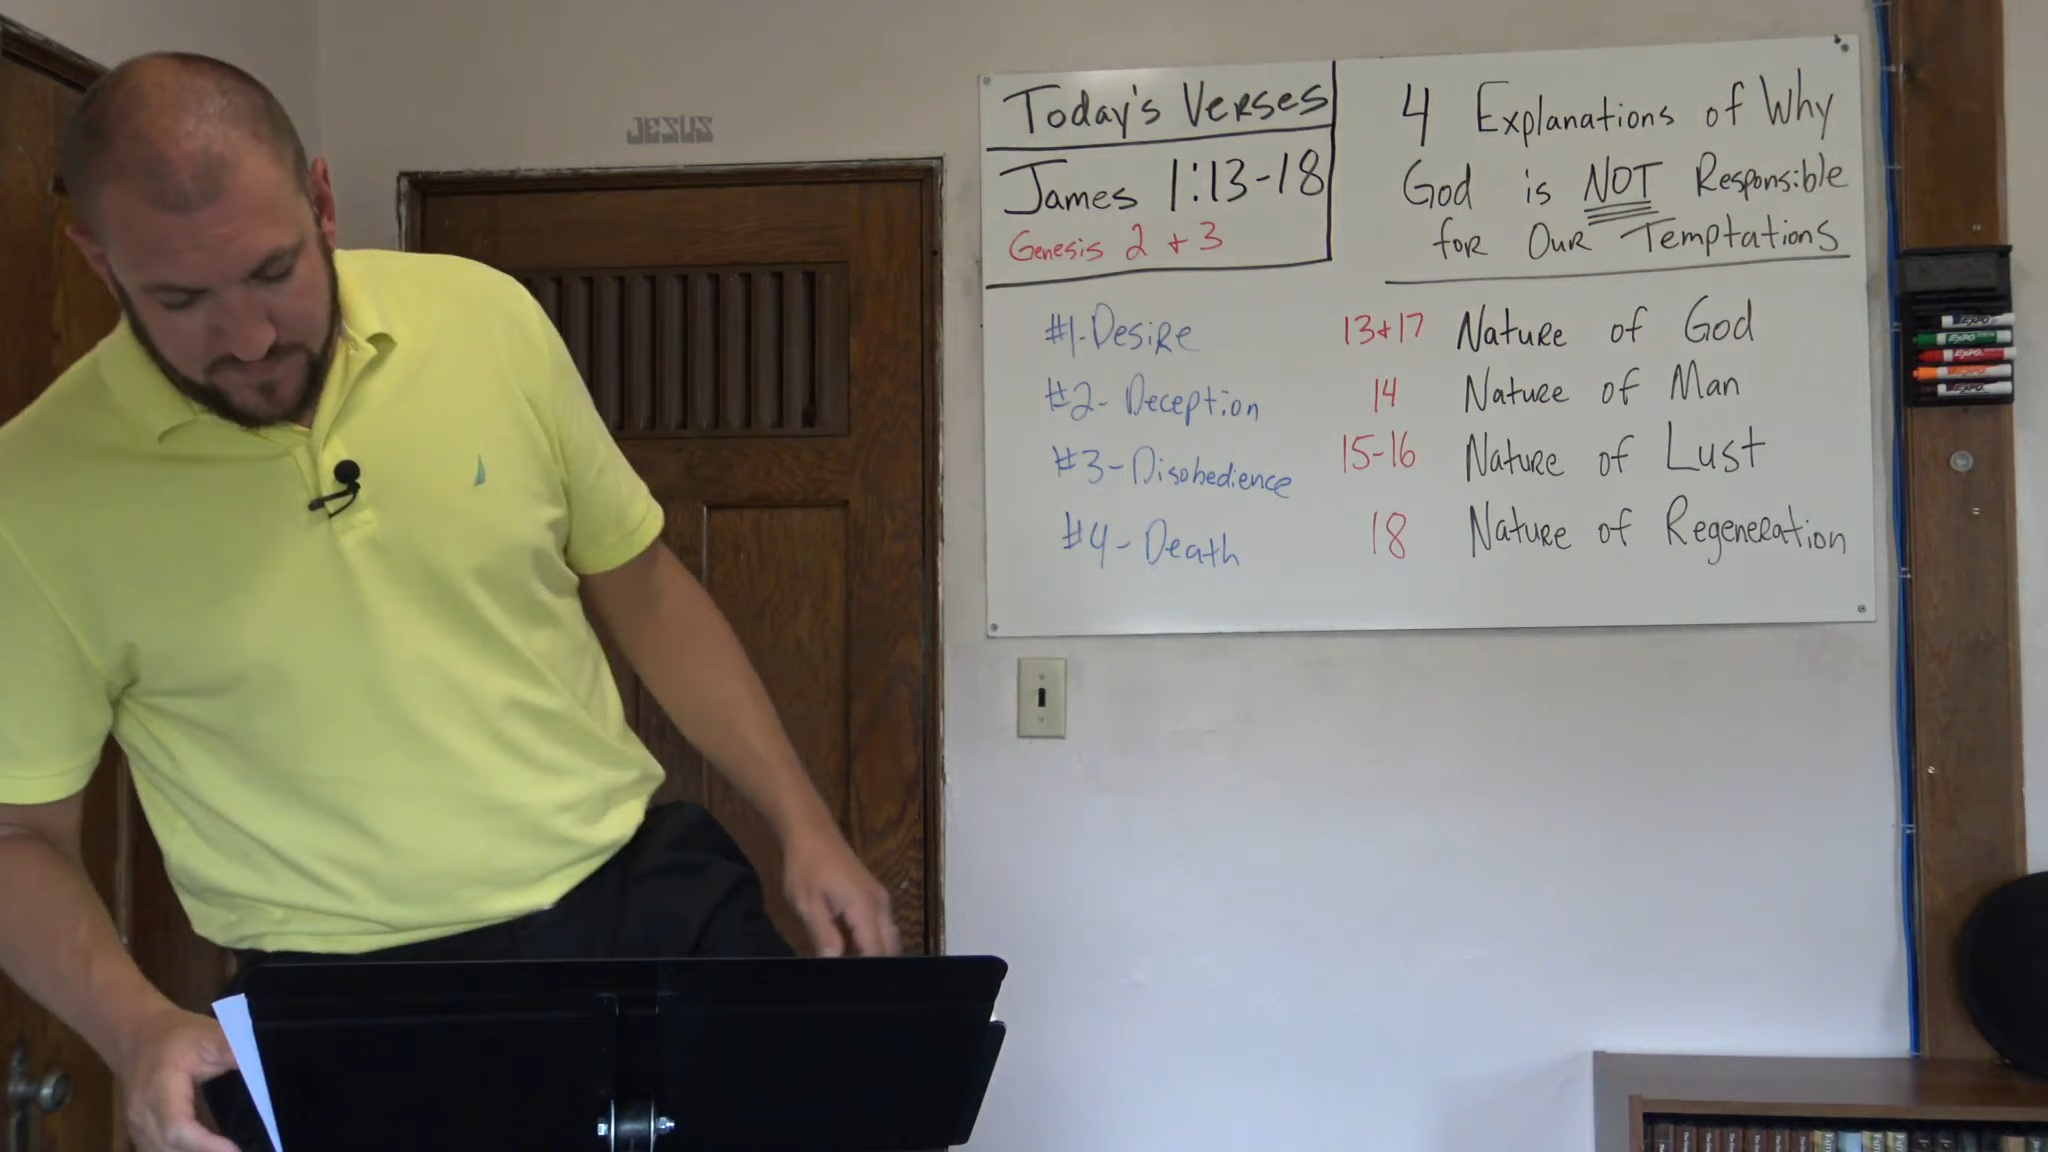 JESUS
Today's Verses
James 1:13-18
Genesis 2 + 3
4 Explanations of Why
God is NOT Responsible
for Our Temptations
#1-Desire
#2- Deception
#3-Disobedience
#4-Death
13+17 Nature of God
14 Nature of Man
15-16 Nature of Lust
18 Nature of Regeneration
EXPO
EXPO
EXPO
EXPO
EXPO